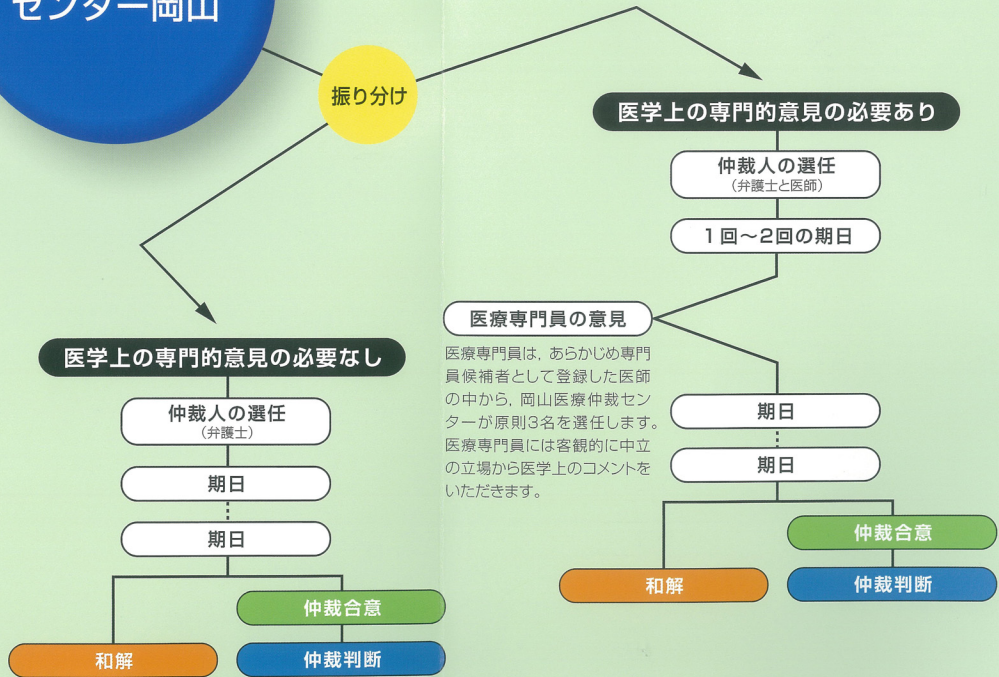 センター岡山
振り分け
医学上の専門的意見の必要あり
仲裁人の選任
(弁護士と医師)
1回～2回の期日
医療専門員の意見
医療専門員は，あらかじめ専門
員候補者として登録した医師
の中から，岡山医療仲裁セン
ターが原則3名を選任します。
医療専門員には客観的に中立
の立場から医学上のコメントを
いただきます。
期日
期日
仲裁合意
和解
仲裁判断
医学上の専門的意見の必要なし
仲裁人の選任
(弁護士)
期日
期日
仲裁合意
和解
仲裁判断